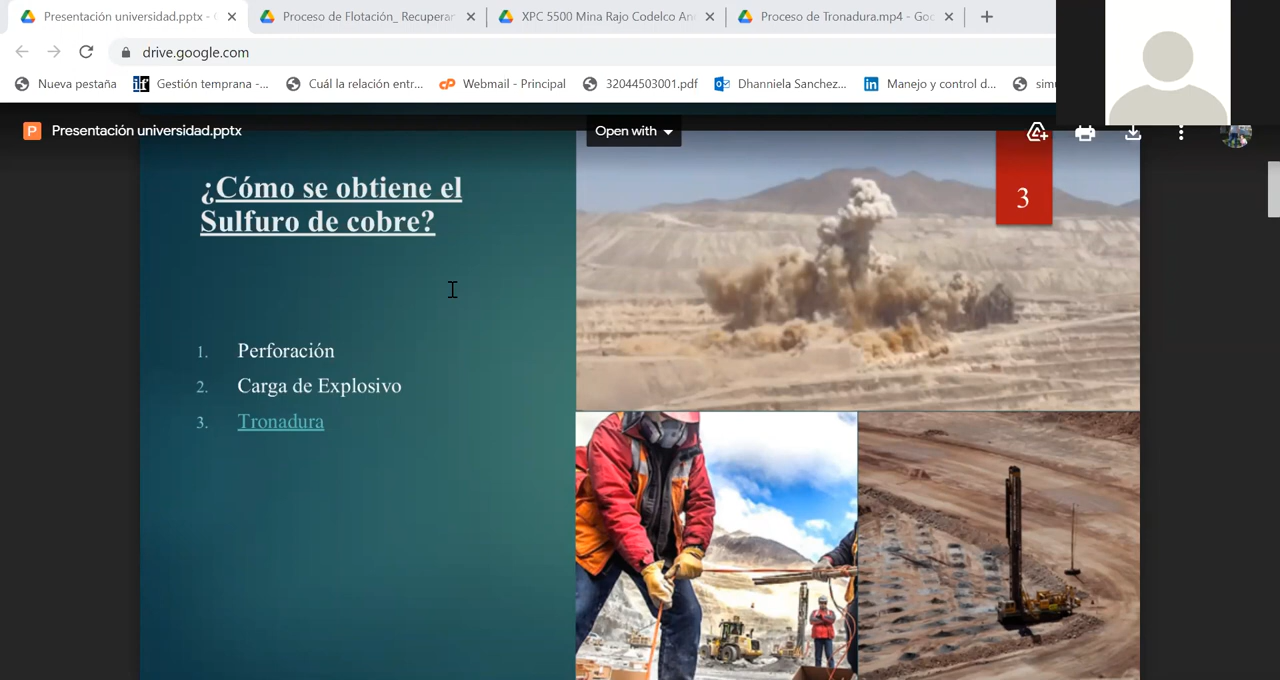 Presentación universidad.pptx - G
Proceso de Flotación_ Recuperar
XPC 5500 Mina Rajo Codelco An
Proceso de Tronadura.mp4 - Goo
drive.google.com
Nueva pestaña
Gestión temprana -...
Cuál la relación entr...
Webmail - Principal
32044503001.pdf
Dhanniela Sanchez...
Manejo y control d...
simu
P
Presentación universidad.pptx
Open with
¿Cómo se obtiene el
Sulfuro de cobre?
3
1. Perforación
2. Carga de Explosivo
3. Tronadura